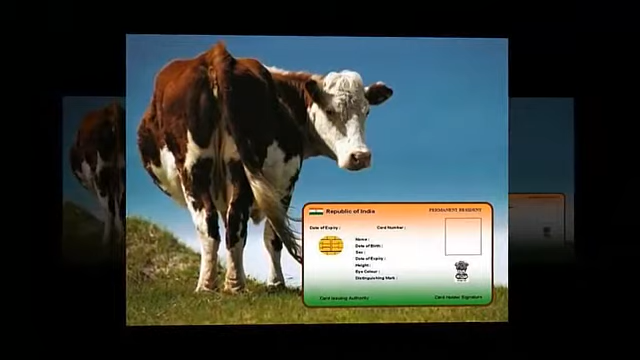 Republic of India
PERMANENT RESIDENT
Date of Expiry :
Card Number :
Name :
Date of Birth :
Sex :
Date of Expiry :
Height :
Eye Colour :
Distinguishing Mark :
Card Issuing Authority
Card Holder Signature